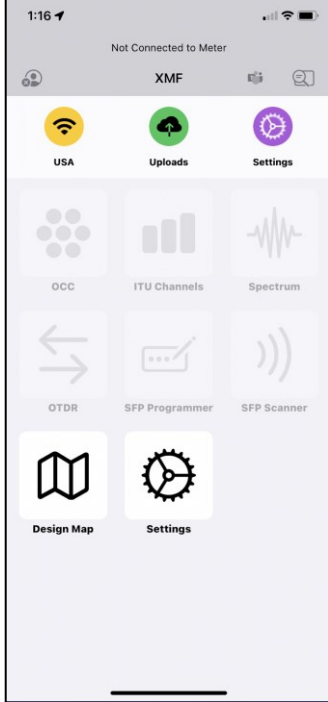 1:16
Not Connected to Meter
XMF
USA Uploads Settings
OCC ITU Channels Spectrum
OTDR SFP Programmer SFP Scanner
Design Map Settings